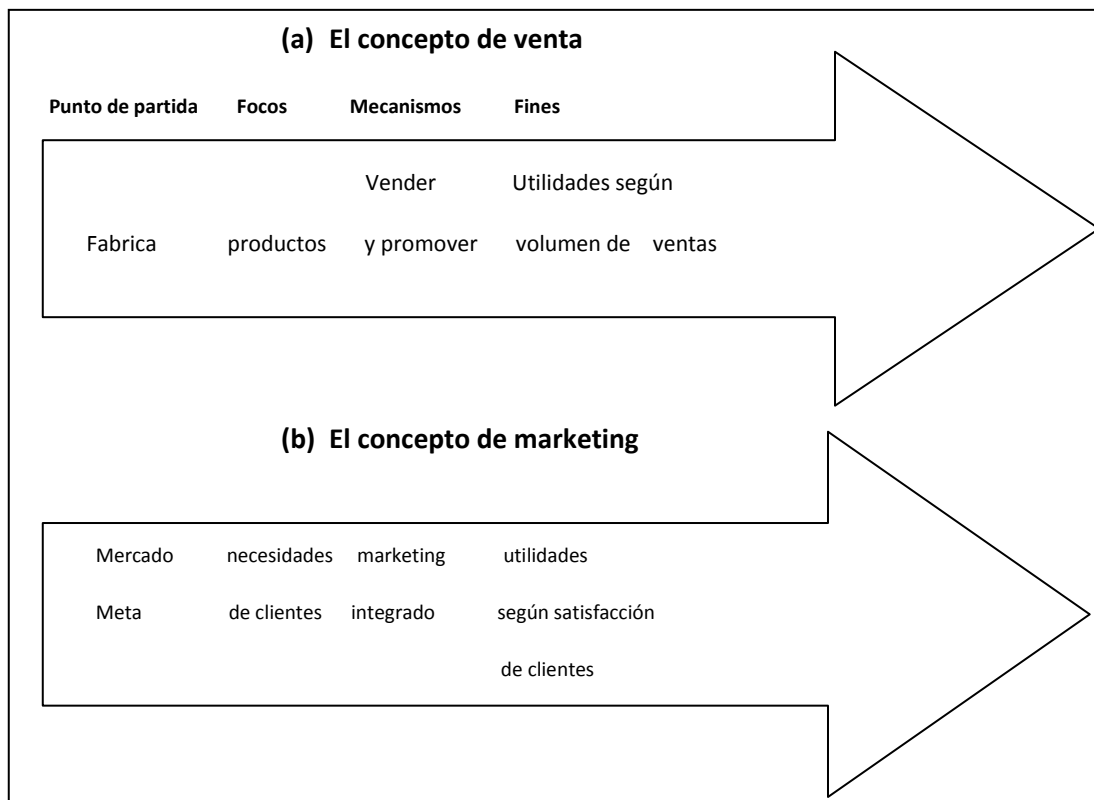 (a) El concepto de venta
Punto de partida Focos Mecanismos Fines
Vender Utilidades según
Fabrica productos y promover volumen de ventas
(b) El concepto de marketing
Mercado necesidades marketing utilidades
Meta de clientes integrado según satisfacción
de clientes